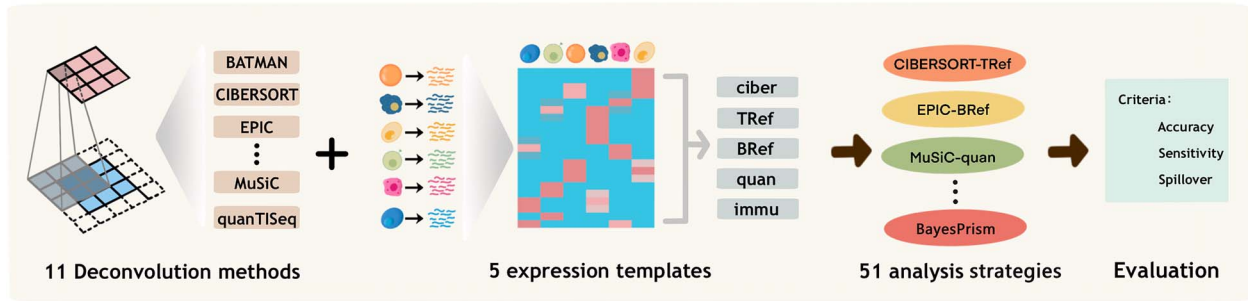 BATMAN
CIBERSORT
EPIC
MuSiC
quanTISeq
11 Deconvolution methods
+
5 expression templates
ciber
TRef
BRef
quan
immu
CIBERSORT-TRef
EPIC-BRef
MuSiC-quan
BayesPrism
51 analysis strategies
Criteria:
Accuracy
Sensitivity
Spillover
Evaluation